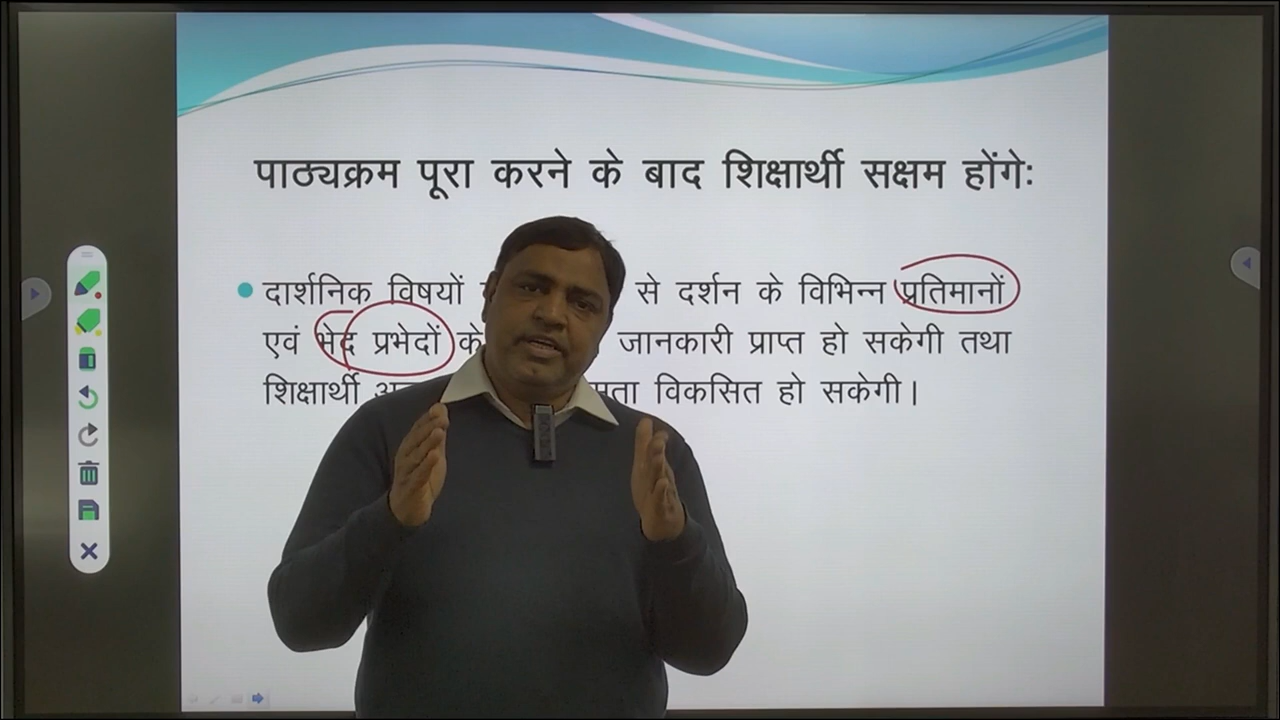 पाठ्यक्रम पूरा करने के बाद शिक्षार्थी सक्षम होंगेः
दार्शनिक विषयों से दर्शन के विभिन्न प्रतिमानों
एवं भेद प्रभेदों के जानकारी प्राप्त हो सकेगी तथा
शिक्षार्थी विकसित हो सकेगी।